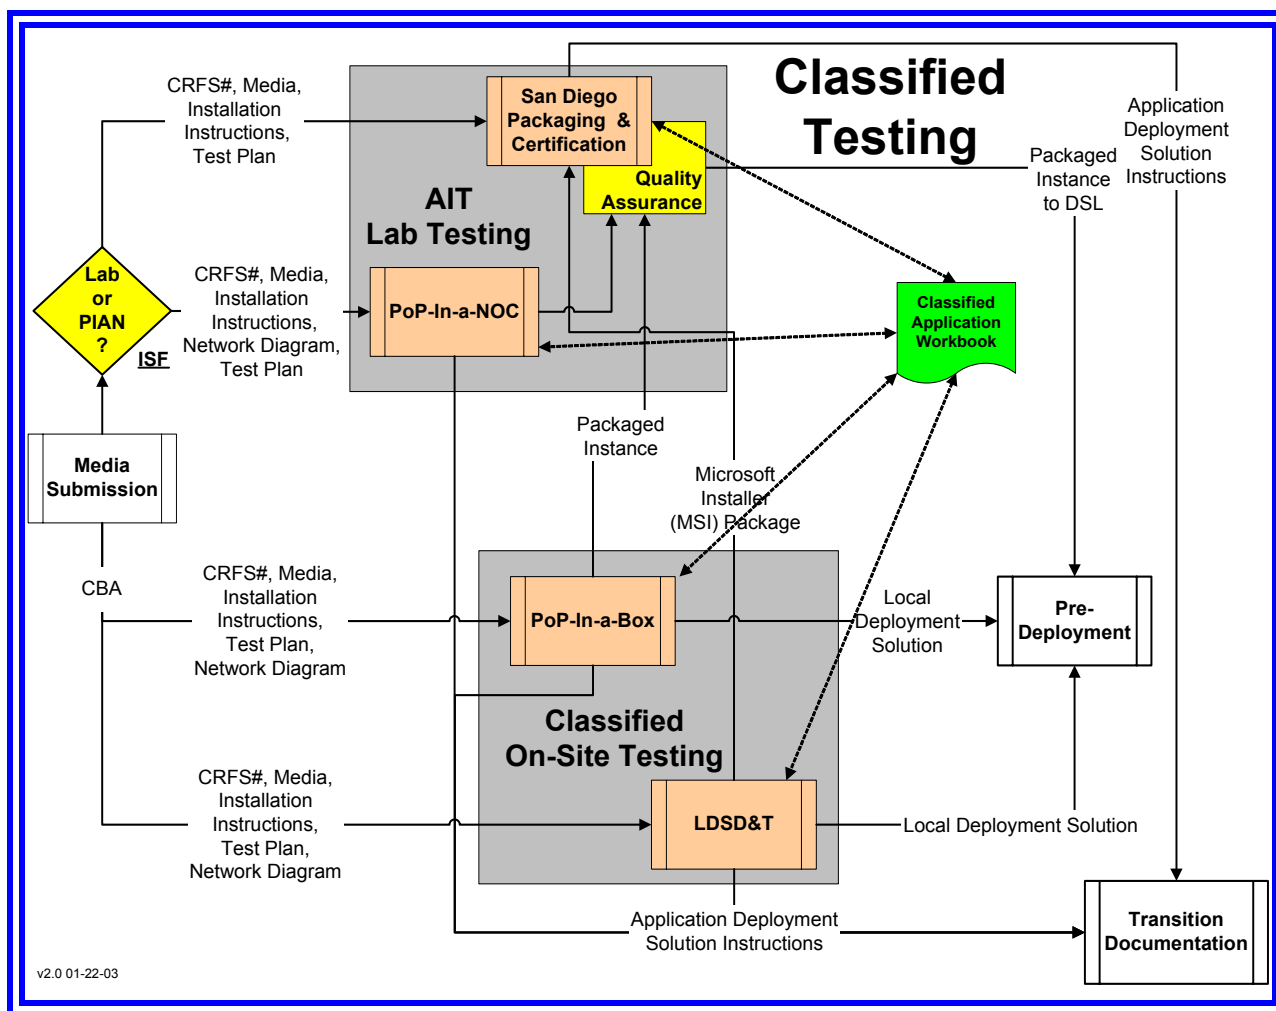 Classified
Testing
CRFS#, Media,
Installation
Instructions,
Test Plan
San Diego
Packaging &
Certification
Quality
Assurance
Application
Deployment
Solution
Instructions
Packaged
Instance
to DSL
AIT
Lab Testing
Lab
or
PIAN
?
ISF
CRFS#, Media,
Installation
Instructions,
Network Diagram,
Test Plan
PoP-In-a-NOC
Classified
Application
Workbook
Media
Submission
Packaged
Instance
Microsoft
Installer
(MSI) Package
CBA
CRFS#, Media,
Installation
Instructions,
Test Plan,
Network Diagram
PoP-In-a-Box
Local
Deployment
Solution
Pre-
Deployment
Classified
On-Site Testing
CRFS#, Media,
Installation
Instructions,
Test Plan,
Network Diagram
LDSD&T
Local Deployment Solution
Application Deployment
Solution Instructions
Transition
Documentation
v2.0 01-22-03